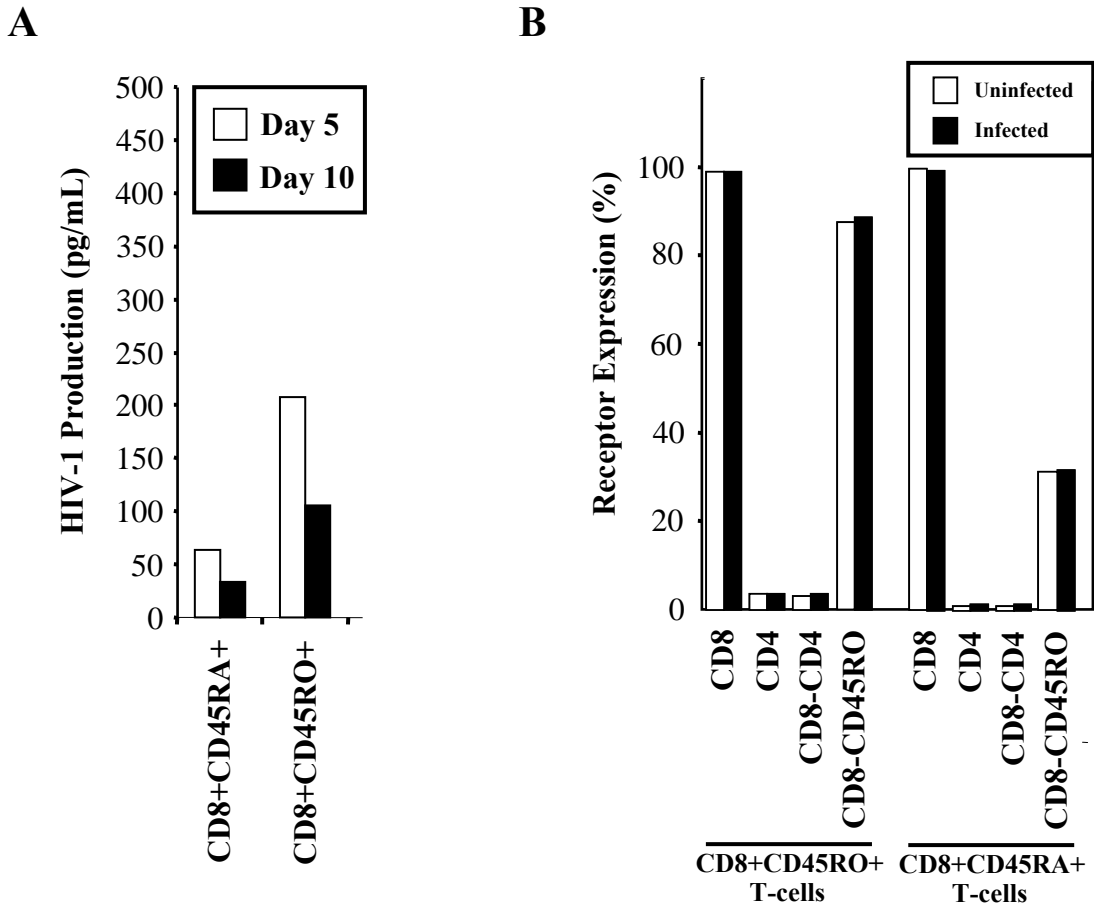 A
HIV-1 Production (pg/mL)
500
450
400
350
300
250
200
150
100
50
0
Day 5
Day 10
CD8+CD45RA+
CD8+CD45RO+
B
Receptor Expression (%)
100
80
60
40
20
0
Uninfected
Infected
CD8
CD4
CD8-CD4
CD8-CD45RO
CD8
CD4
CD8-CD4
CD8-CD45RO
CD8+CD45RO+
T-cells
CD8+CD45RA+
T-cells